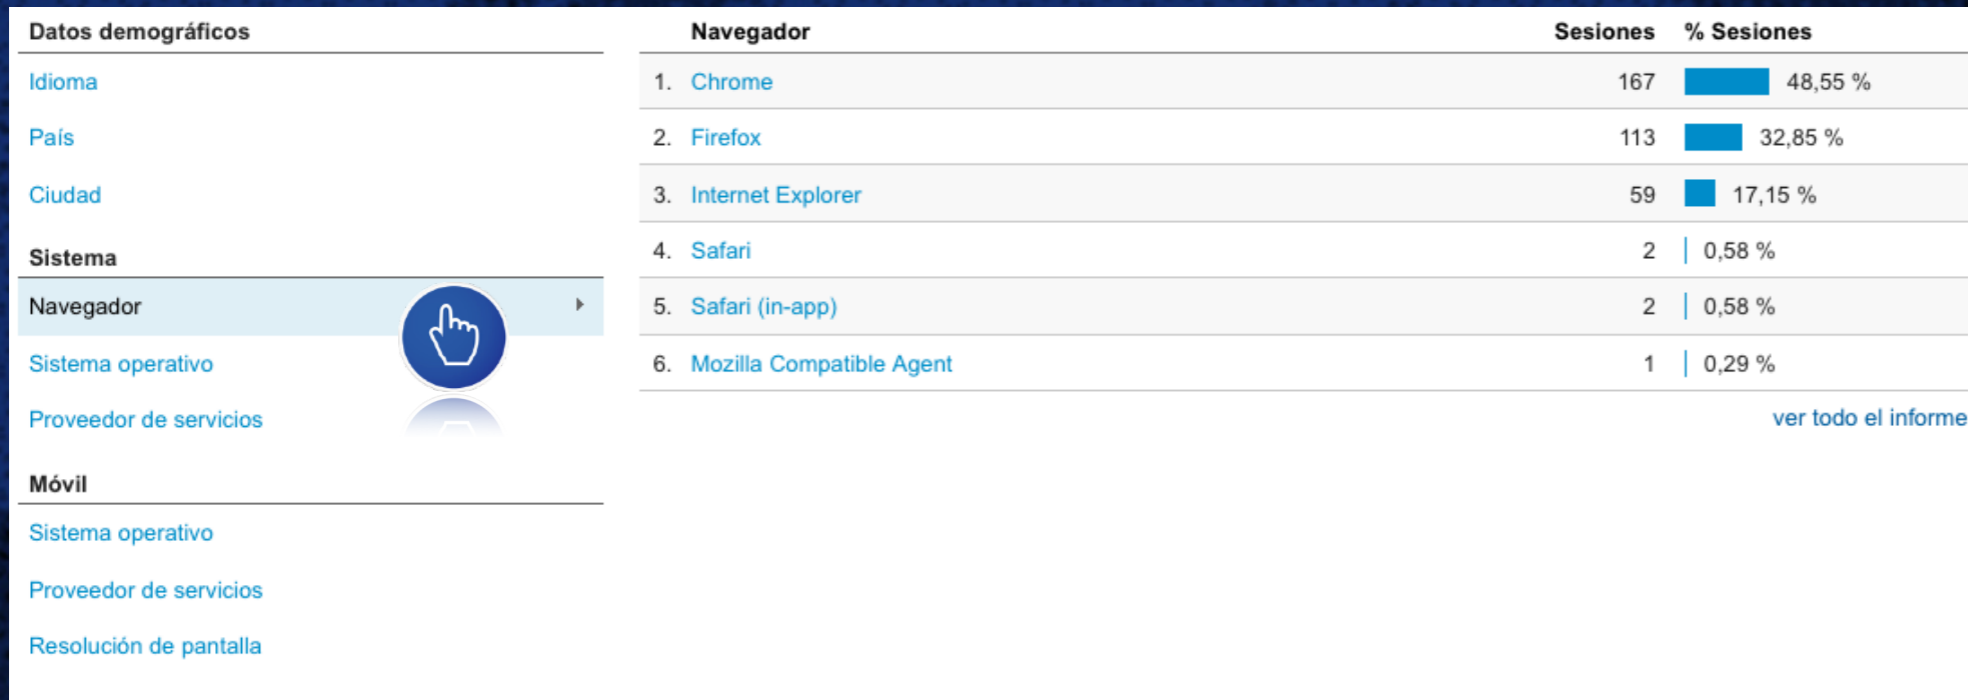 Datos demográficos
Idioma
País
Ciudad
Sistema
Navegador
Sistema operativo
Proveedor de servicios
Móvil
Sistema operativo
Proveedor de servicios
Resolución de pantalla
Navegador Sesiones % Sesiones
1. Chrome 167 48,55 %
2. Firefox 113 32,85 %
3. Internet Explorer 59 17,15 %
4. Safari 2 0,58 %
5. Safari (in-app) 2 0,58 %
6. Mozilla Compatible Agent 1 0,29 %
ver todo el informe